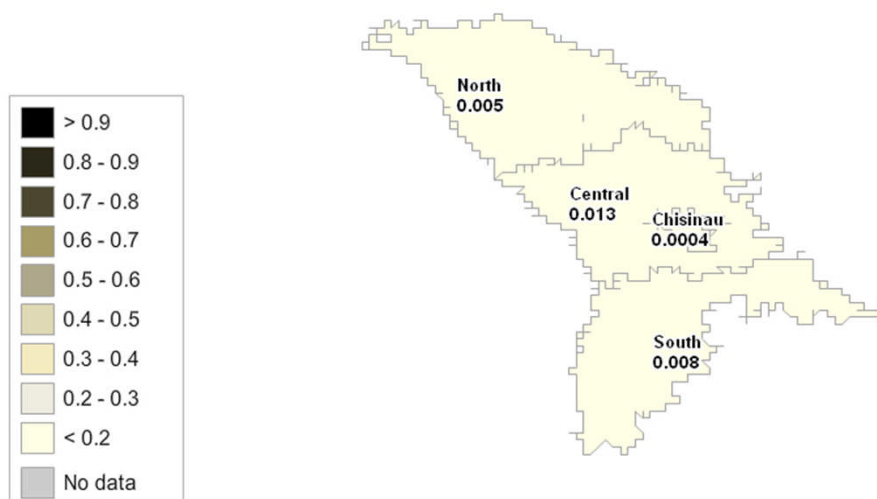 > 0.9
0.8 - 0.9
0.7 - 0.8
0.6 - 0.7
0.5 - 0.6
0.4 - 0.5
0.3 - 0.4
0.2 - 0.3
< 0.2
No data
North
0.005
Central
0.013
Chisinau
0.0004
South
0.008